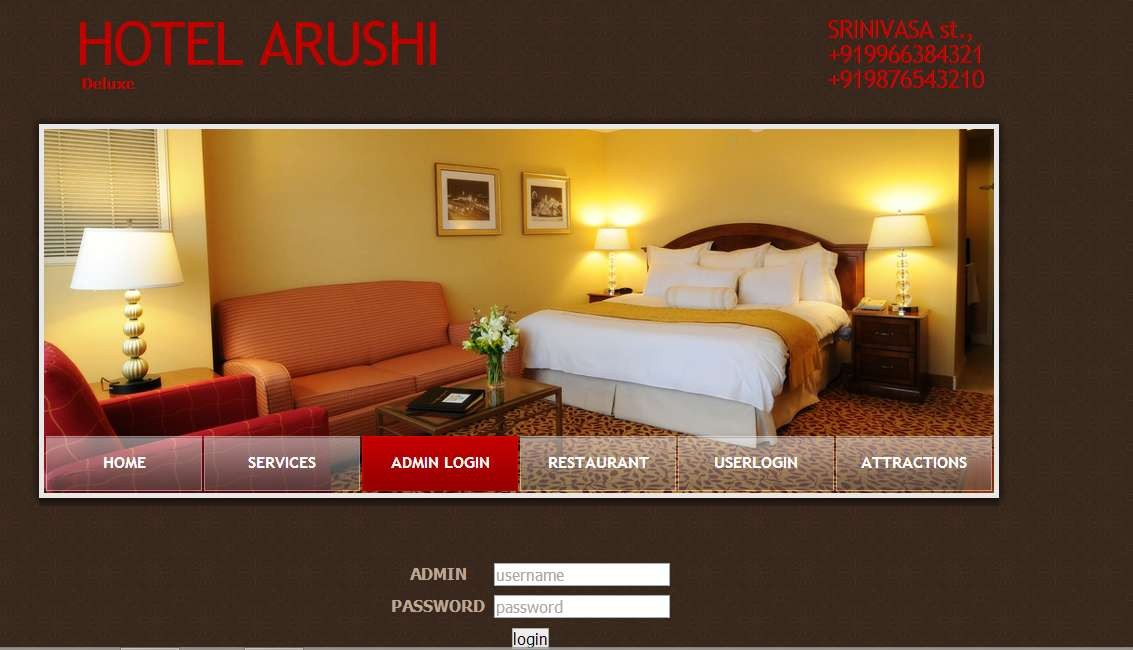 HOTEL ARUSHI
Deluxe
SRINIVASA st.,
+919966384321
+919876543210
HOME SERVICES ADMIN LOGIN RESTAURANT USERLOGIN ATTRACTIONS
ADMIN username
PASSWORD password
login